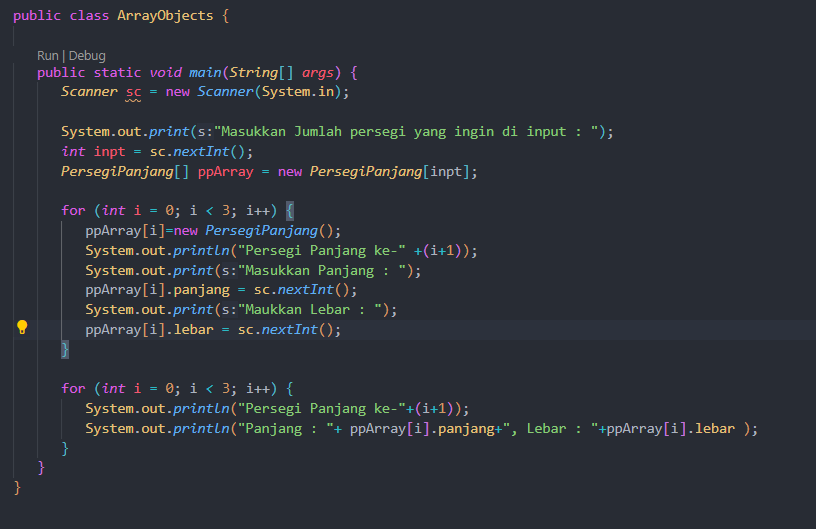 public class ArrayObjects {
Run | Debug
public static void main(String[] args) {
Scanner sc = new Scanner(System.in);
System.out.print(s:"Masukkan Jumlah persegi yang ingin di input : ");
int inpt = sc.nextInt();
PersegiPanjang[] ppArray = new PersegiPanjang[inpt];
for (int i = 0; i < 3; i++) {
ppArray[i]=new PersegiPanjang();
System.out.println("Persegi Panjang ke-" +(i+1));
System.out.print(s:"Masukkan Panjang : ");
ppArray[i].panjang = sc.nextInt();
System.out.print(s:"Maukkan Lebar : ");
ppArray[i].lebar = sc.nextInt();
}
for (int i = 0; i < 3; i++) {
System.out.println("Persegi Panjang ke-"+(i+1));
System.out.println("Panjang : "+ ppArray[i].panjang+", Lebar : "+ppArray[i].lebar );
}
}
}